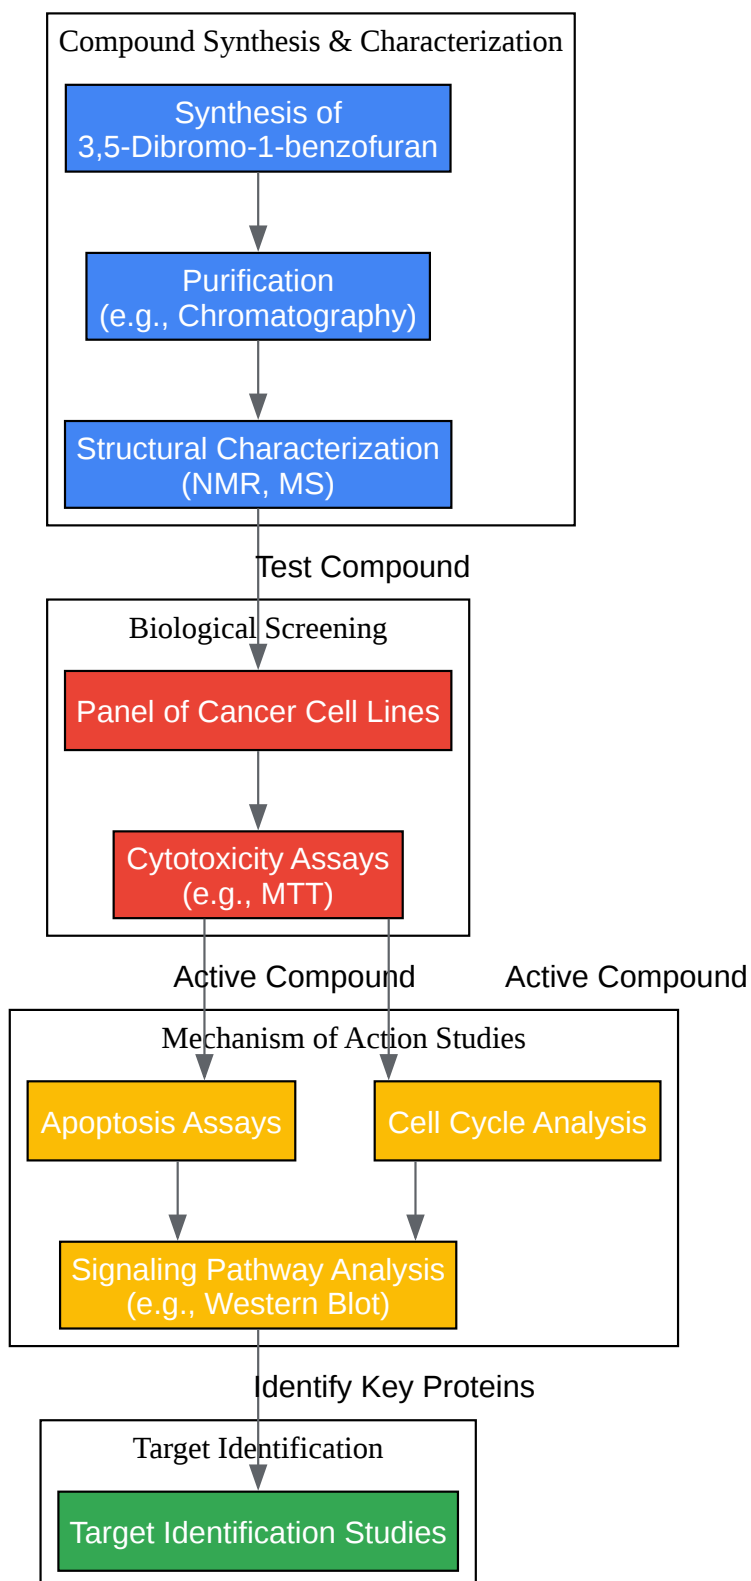 Compound Synthesis & Characterization
Synthesis of
3,5-Dibromo-1-benzofuran
Purification
(e.g., Chromatography)
Structural Characterization
(NMR, MS)
Test Compound
Biological Screening
Panel of Cancer Cell Lines
Cytotoxicity Assays
(e.g., MTT)
Active Compound
Active Compound
Mechanism of Action Studies
Apoptosis Assays
Cell Cycle Analysis
Signaling Pathway Analysis
(e.g., Western Blot)
Identify Key Proteins
Target Identification
Target Identification Studies